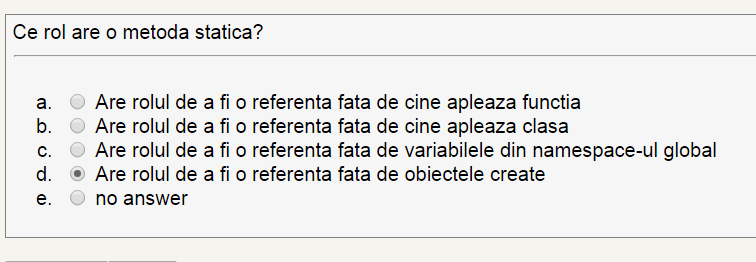 Ce rol are o metoda statica?
a. Are rolul de a fi o referenta fata de cine apleaza functia
b. Are rolul de a fi o referenta fata de cine apleaza clasa
c. Are rolul de a fi o referenta fata de variabilele din namespace-ul global
d. Are rolul de a fi o referenta fata de obiectele create
e. no answer